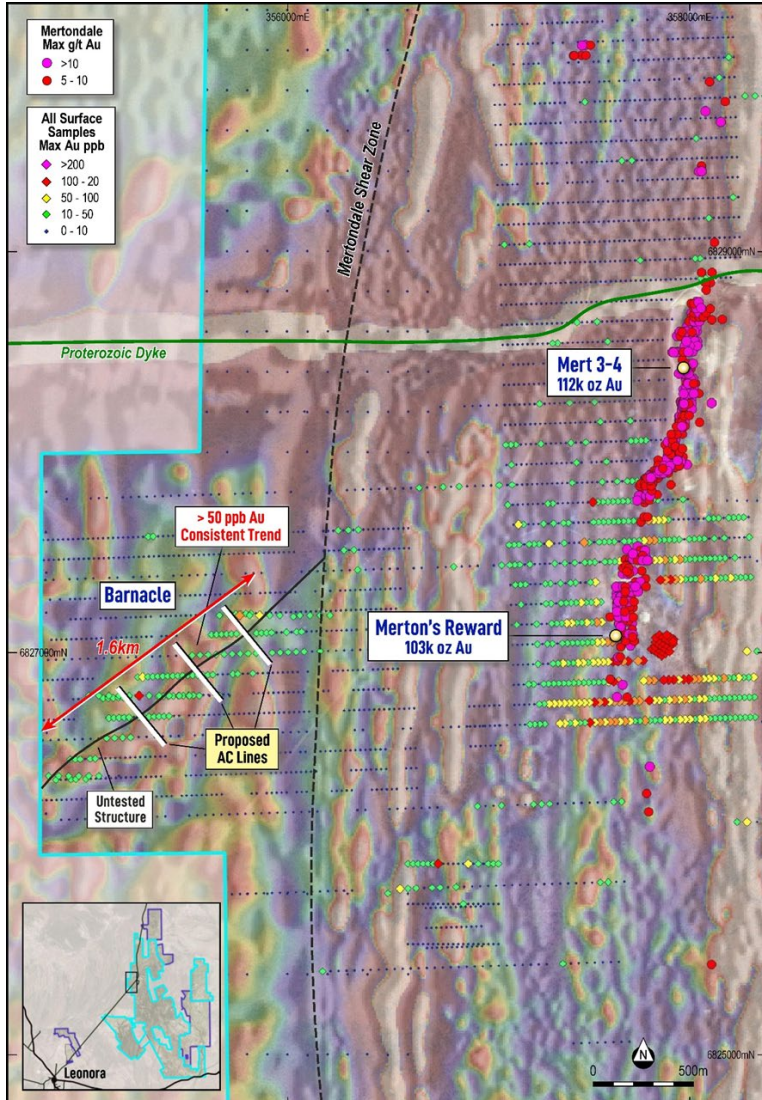 356000mE
358000mE
Mertondale
Max g/t Au
>10
5 - 10
All Surface
Samples
Max Au ppb
>200
100 - 20
50 - 100
10 - 50
0 - 10
Mertondale Shear Zone
6829000mN
Proterozoic Dyke
Mert 3-4
112k oz Au
> 50 ppb Au
Consistent Trend
Barnacle
1.6km
Merton's Reward
103k oz Au
6827000mN
Proposed
AC Lines
Untested
Structure
Leonora
N
6825000mN
0
500m